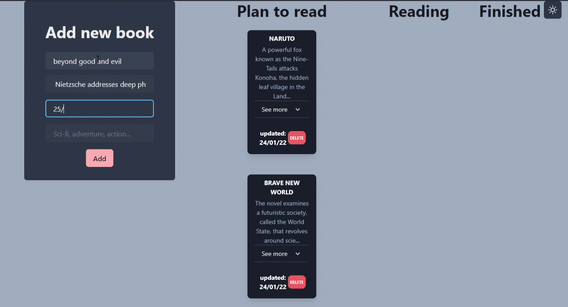 Add new book
beyond good and evil
Nietzsche addresses deep ph
25/
Sci-fi, adventure, action...
Add
Plan to read
NARUTO
A powerful fox
known as the Nine-
Tails attacks
Konoha, the hidden
leaf village in the
Land...
See more
updated:
24/01/22
DELETE
BRAVE NEW
WORLD
The novel examines
a futuristic society,
called the World
State, that revolves
around scie...
See more
updated:
24/01/22
DELETE
Reading
Finished